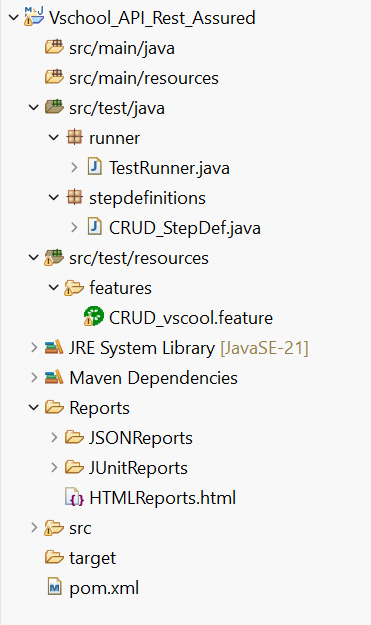 Vschool_API_Rest_Assured
src/main/java
src/main/resources
src/test/java
runner
TestRunner.java
stepdefinitions
CRUD_StepDef.java
src/test/resources
features
CRUD_vscool.feature
JRE System Library [JavaSE-21]
Maven Dependencies
Reports
JSONReports
JUnitReports
HTMLReports.html
src
target
pom.xml